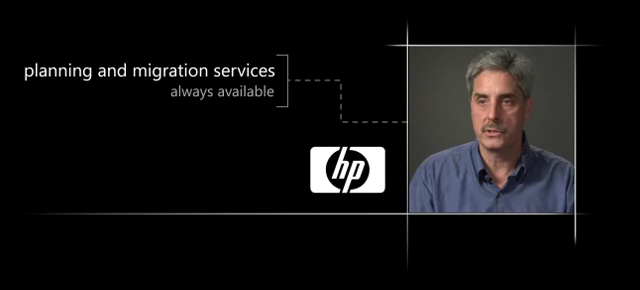 planning and migration services
always available
hp